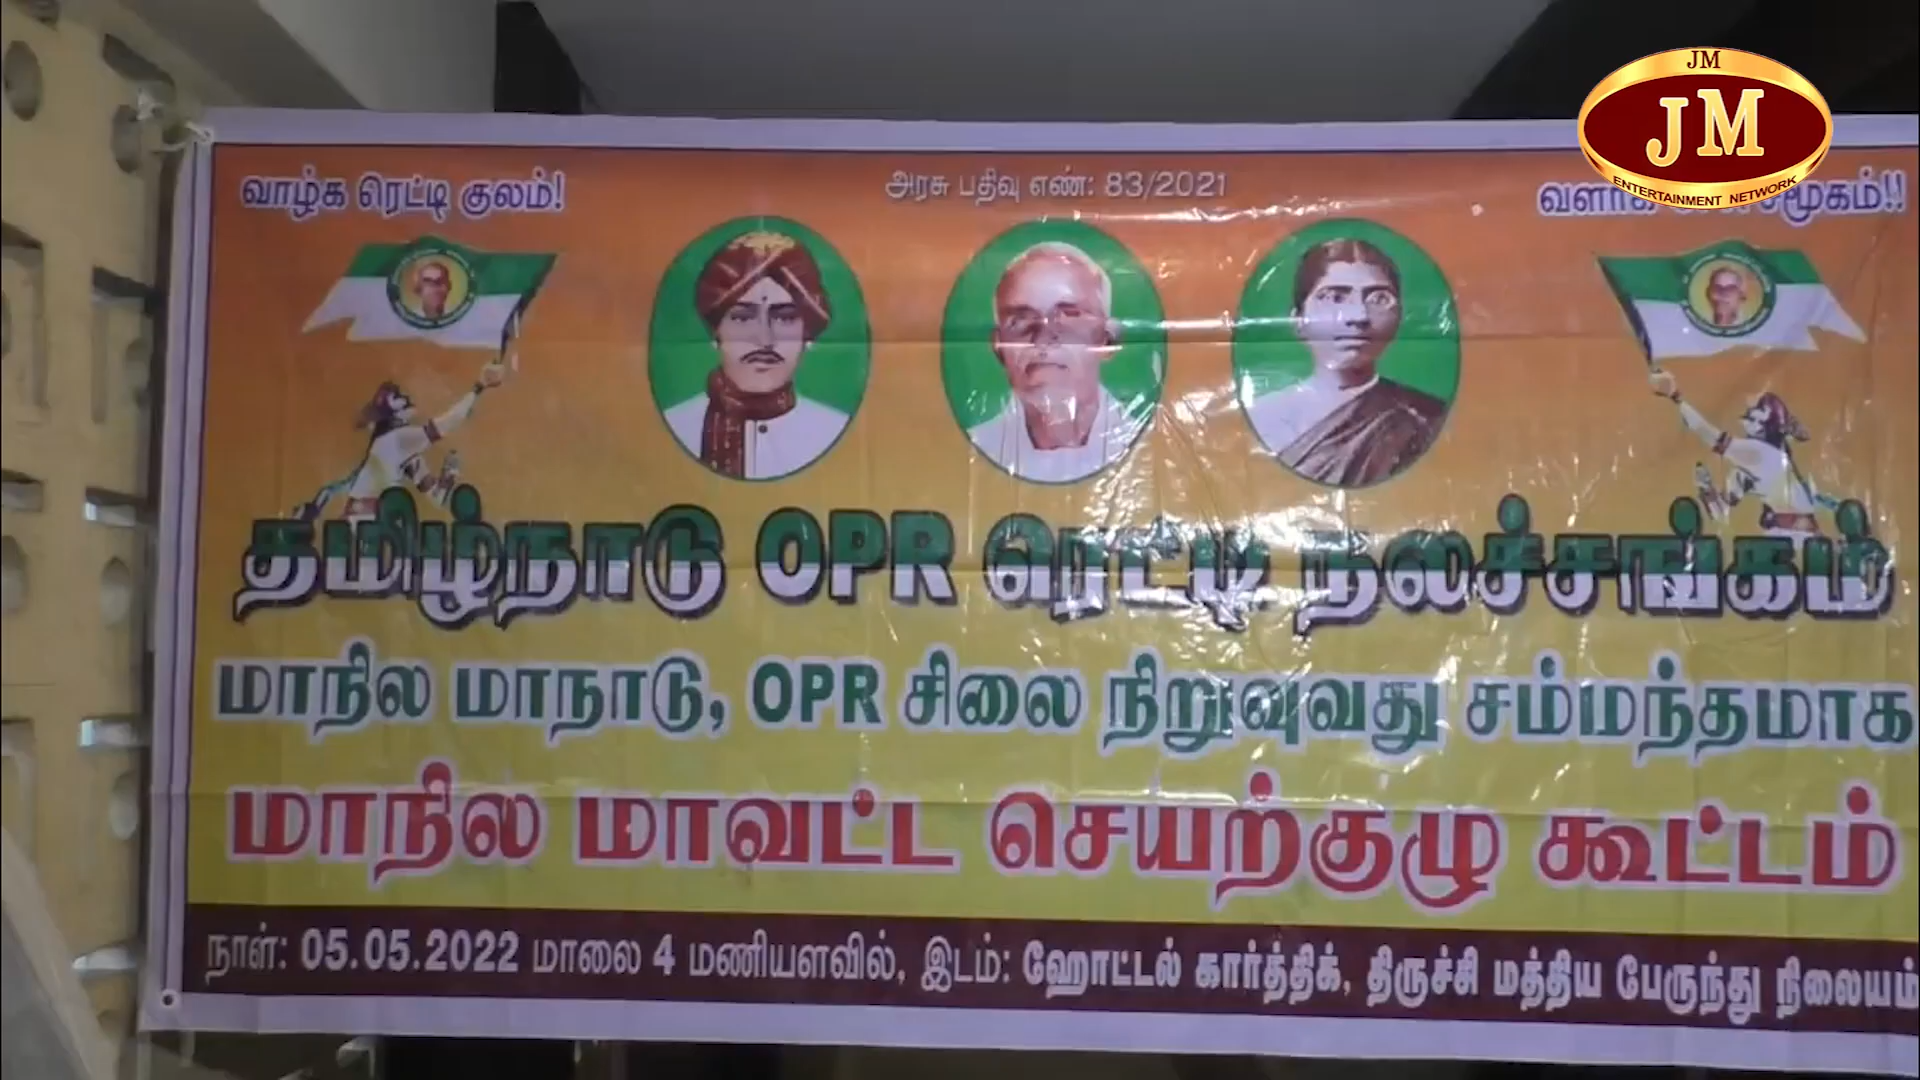 JM
JM
ENTERTAINMENT NETWORK
வாழ்க ரெட்டி குலம்!
அரசு பதிவு எண்: 83/2021
தமிழ்நாடு OPR ரெட்டி நலச்சங்கம்
மாநில மாநாடு, OPR சிலை நிறுவுவது சம்மந்தமாக
மாநில மாவட்ட செயற்குழு கூட்டம்
நாள்: 05.05.2022 மாலை 4 மணியளவில், இடம்: ஹோட்டல் கார்த்திக், திருச்சி மத்திய பேருந்து நிலையம்